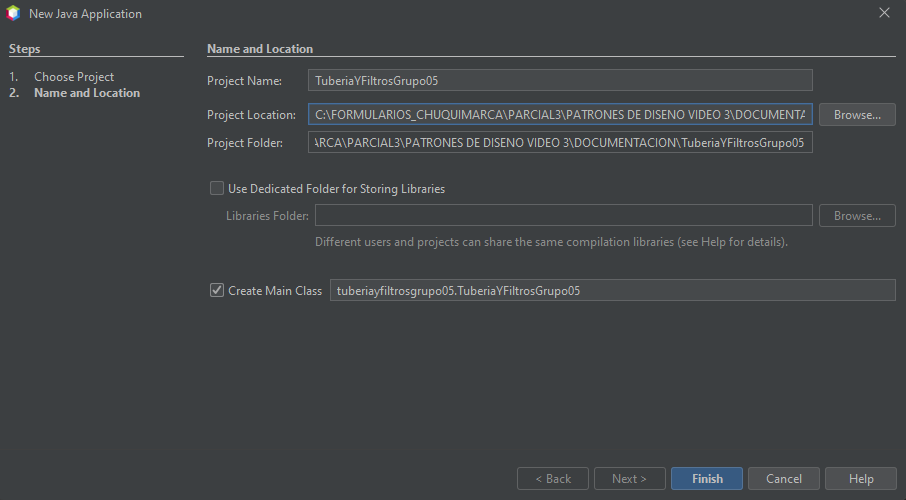 New Java Application
Steps
1. Choose Project
2. Name and Location
Name and Location
Project Name: TuberiaYFiltrosGrupo05
Project Location: C:\FORMULARIOS_CHUQUIMARCA\PARCIAL3\PATRONES DE DISENO VIDEO 3\DOCUMENTA Browse...
Project Folder: ARCA\PARCIAL3\PATRONES DE DISENO VIDEO 3\DOCUMENTACION\TuberiaYFiltrosGrupo05
Use Dedicated Folder for Storing Libraries
Libraries Folder: Browse...
Different users and projects can share the same compilation libraries (see Help for details).
Create Main Class tuberiayfiltrosgrupo05.TuberiaYFiltrosGrupo05
< Back Next > Finish Cancel Help